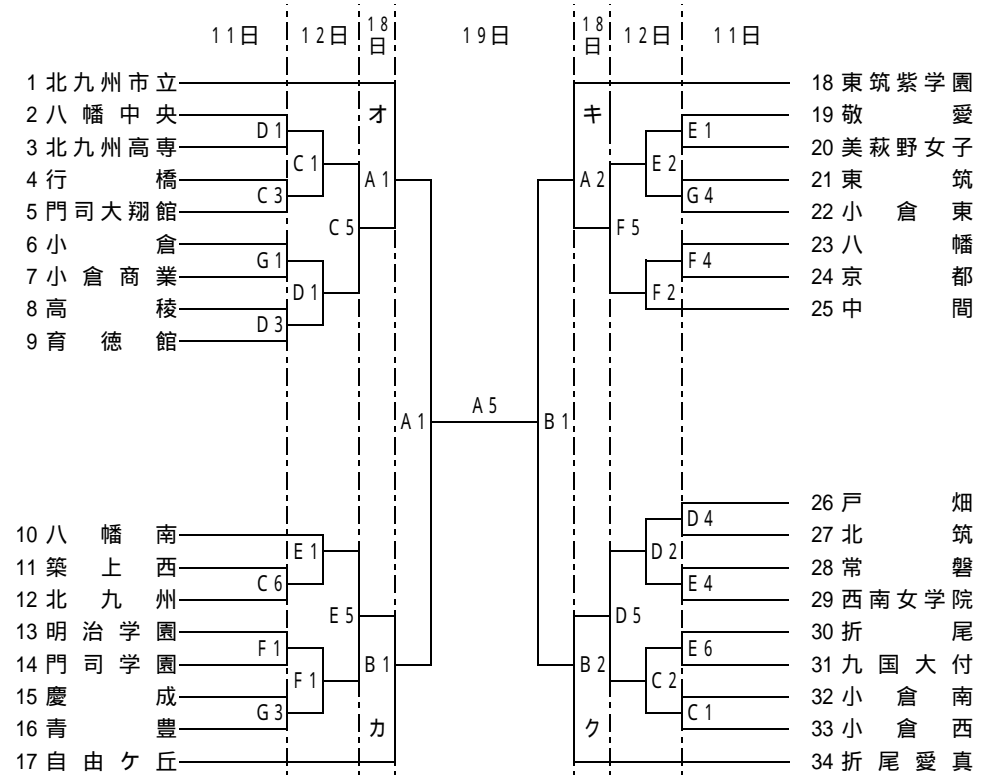 11日 12日 18日 19日 18日 12日 11日
1 北九州市立
2 八幡中央
3 北九州高専
4 行橋
5 門司大翔館
6 小倉
7 小倉商業
8 高稜
9 育徳館
D1
C3
G1
D3
C1
D1
C5
オ
A1
10 八幡南
11 築上西
12 北九州
13 明治学園
14 門司学園
15 慶成
16 青豊
17 自由ケ丘
C6
F1
G3
E1
F1
E5
B1
カ
A1
A5
B1
18 東筑紫学園
19 敬愛
20 美萩野女子
21 東筑
22 小倉東
23 八幡
24 京都
25 中間
E1
G4
F4
E2
F2
F5
キ
A2
26 戸畑
27 北筑
28 常磐
29 西南女学院
30 折尾
31 九国大付
32 小倉南
33 小倉西
34 折尾愛真
D4
E4
E6
C1
D2
C2
D5
B2
ク